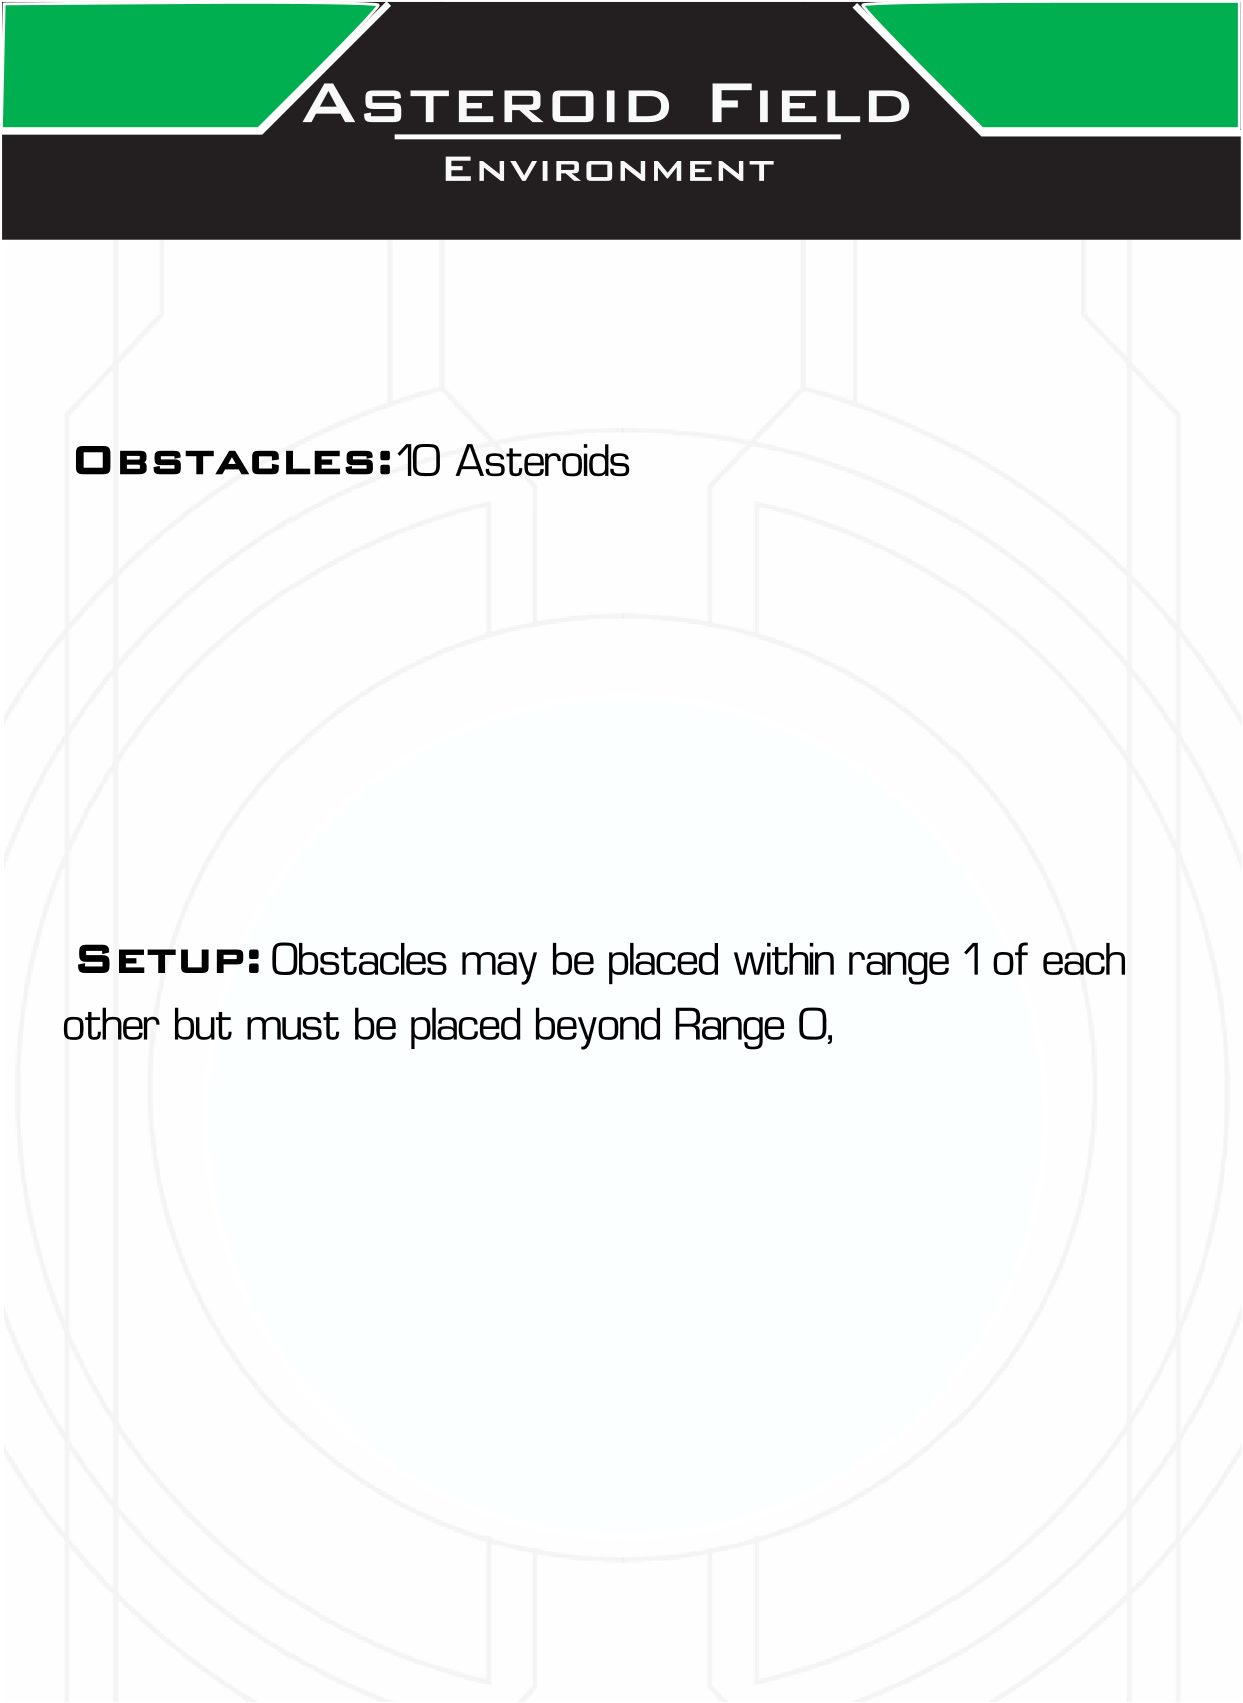 Asteroid Field
Environment
Obstacles: 10 Asteroids
Setup: Obstacles may be placed within range 1 of each
other but must be placed beyond Range 0,